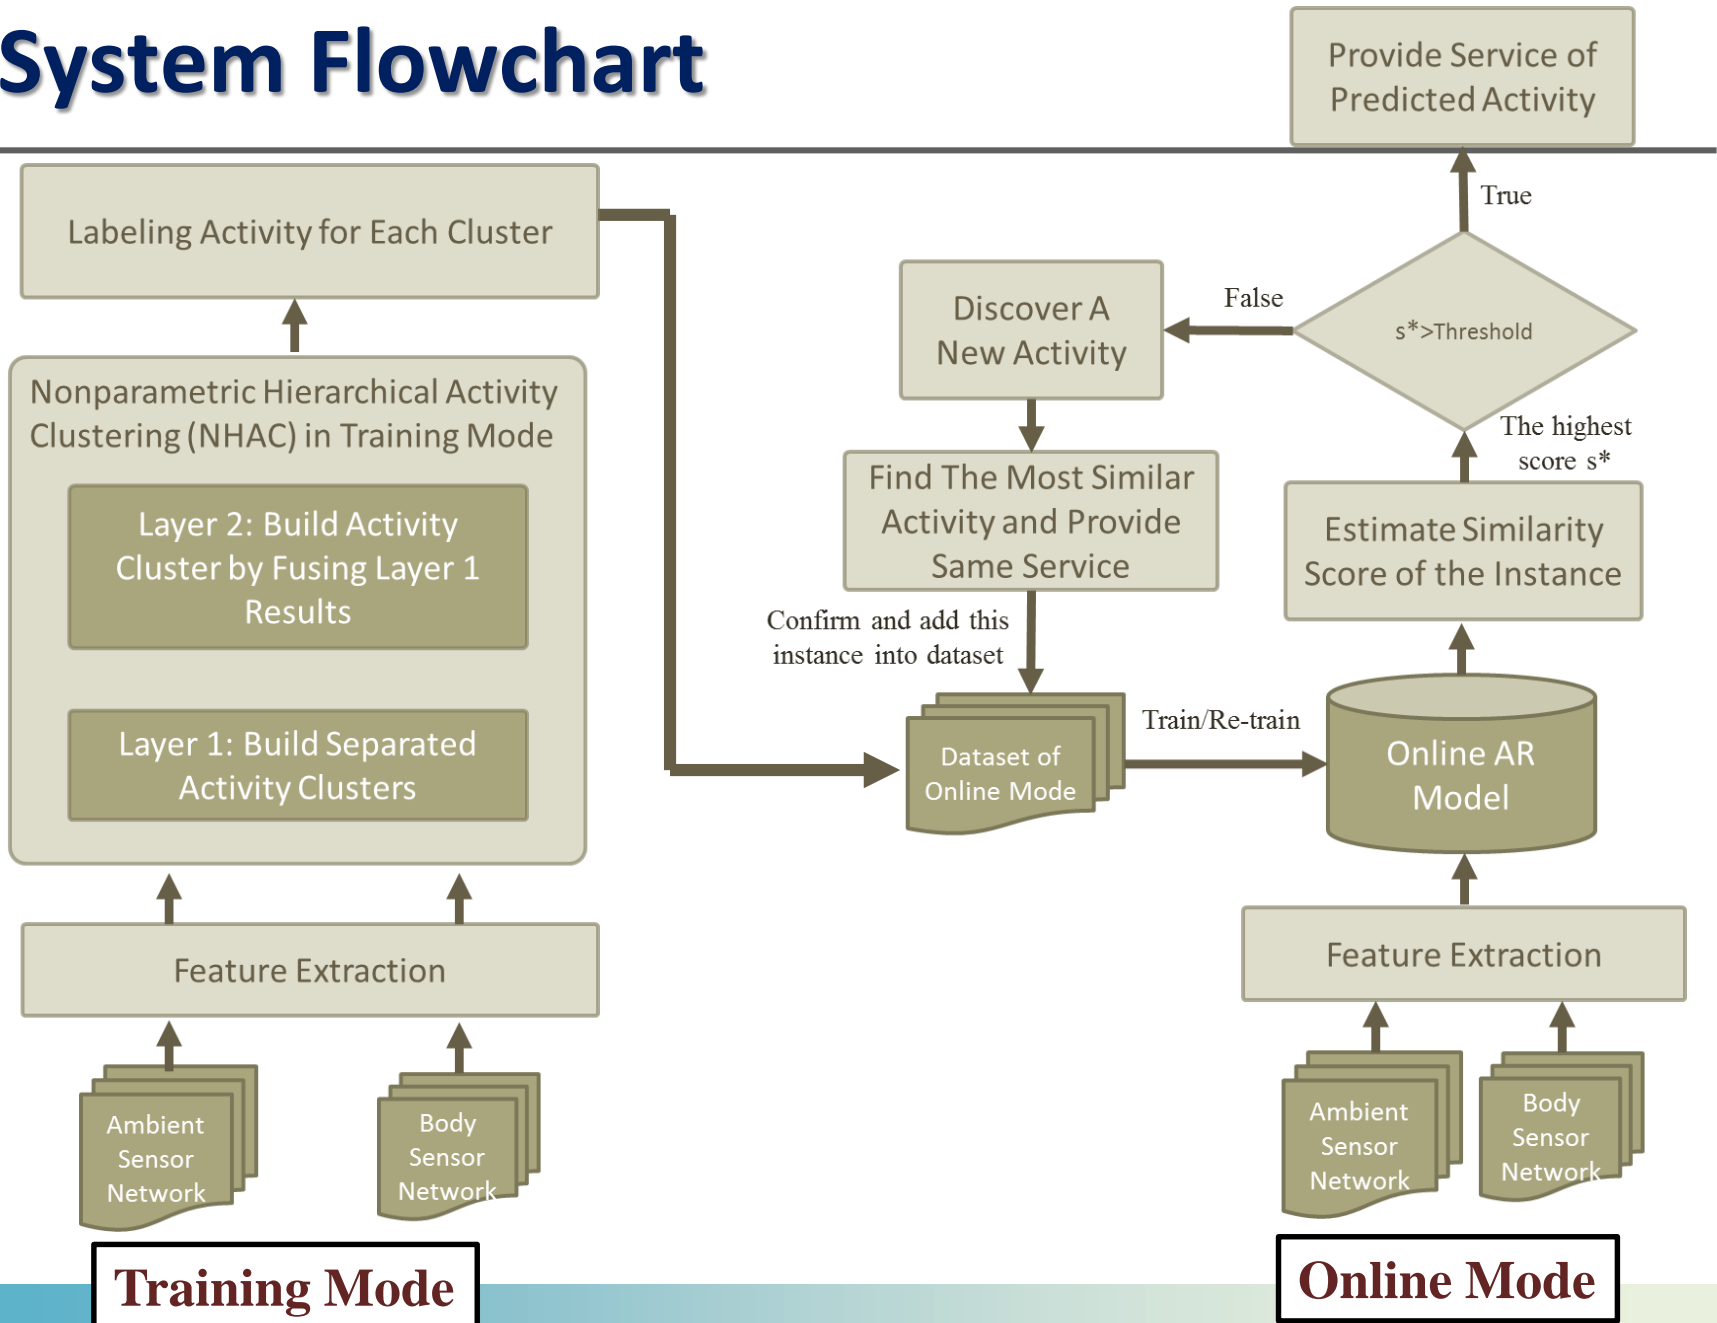 System Flowchart
Provide Service of
Predicted Activity
True
Labeling Activity for Each Cluster
Discover A
New Activity
False
s*>Threshold
Nonparametric Hierarchical Activity
Clustering (NHAC) in Training Mode
The highest
score s*
Find The Most Similar
Activity and Provide
Same Service
Estimate Similarity
Score of the Instance
Layer 2: Build Activity
Cluster by Fusing Layer 1
Results
Confirm and add this
instance into dataset
Layer 1: Build Separated
Activity Clusters
Dataset of
Online Mode
Train/Re-train
Online AR
Model
Feature Extraction
Feature Extraction
Ambient
Sensor
Network
Body
Sensor
Network
Ambient
Sensor
Network
Body
Sensor
Network
Training Mode
Online Mode